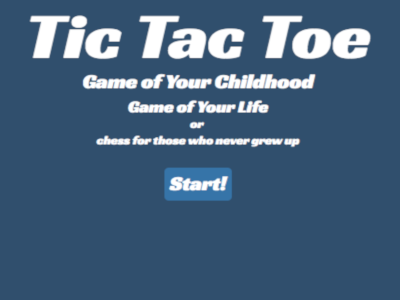 Tic Tac Toe
Game of Your Childhood
Game of Your Life
or
chess for those who never grew up
Start!